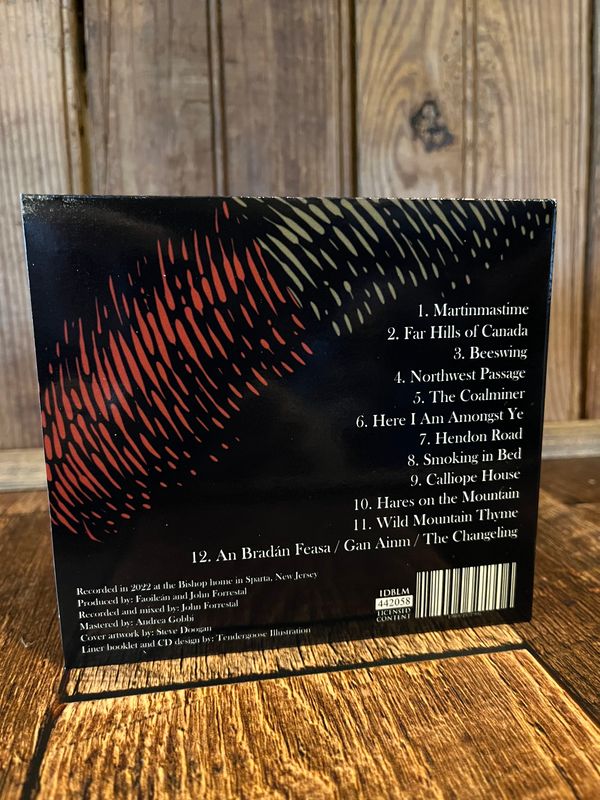 1. Martinmastime
2. Far Hills of Canada
3. Beeswing
4. Northwest Passage
5. The Coalminer
6. Here I Am Amongst Ye
7. Hendon Road
8. Smoking in Bed
9. Calliope House
10. Hares on the Mountain
11. Wild Mountain Thyme
12. An Bradán Feasa / Gan Ainm / The Changeling
Recorded in 2022 at the Bishop home in Sparta, New Jersey
Produced by: Faoileán and John Forrestal
Recorded and mixed by: John Forrestal
Mastered by: Andrea Gobbi
Cover artwork by: Steve Doogan
Liner booklet and CD design by: Tendergoose Illustration
IDBLM
442058
LICENSED
CONTENT